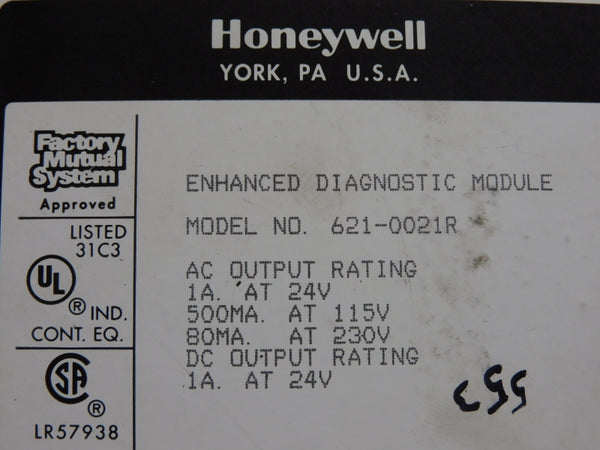 Honeywell
YORK, PA U.S.A.
Factory
Mutual
System
Approved
LISTED
31C3
UL
® IND.
CONT. EQ.
SA
®
LR57938
ENHANCED DIAGNOSTIC MODULE
MODEL NO. 621-0021R
AC OUTPUT RATING
1A. AT 24V
500MA. AT 115V
80MA. AT 230V
DC OUTPUT RATING
1A. AT 24V